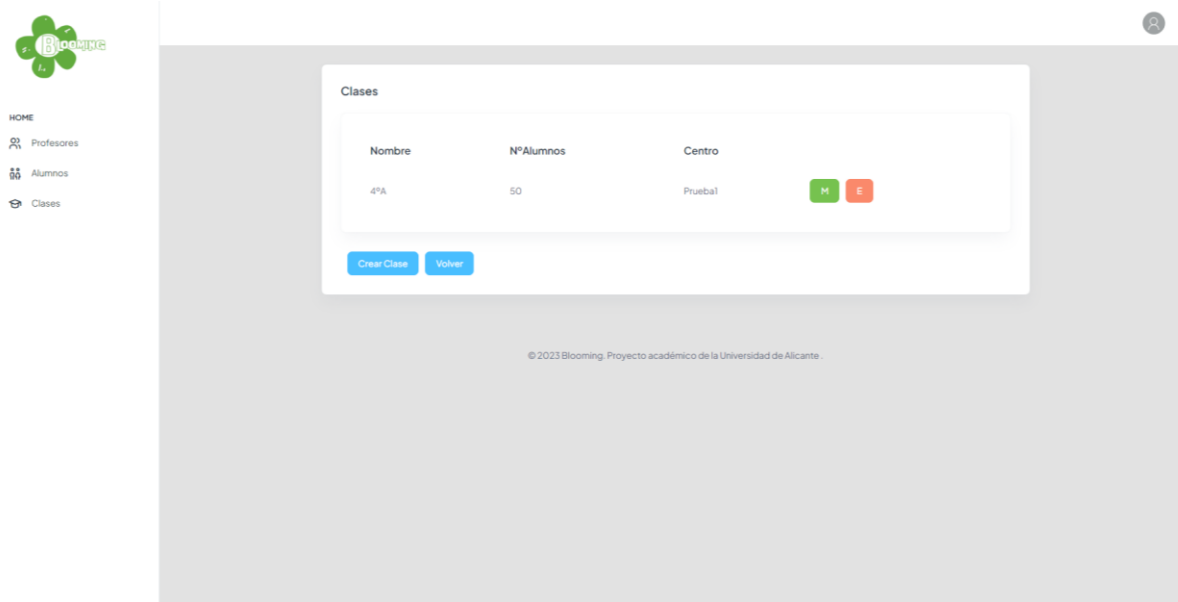 BLOOMING
HOME
Profesores
Alumnos
Clases
Clases
Nombre NºAlumnos Centro
4ºA 50 Prueba1 M E
Crear Clase Volver
© 2023 Blooming. Proyecto académico de la Universidad de Alicante .